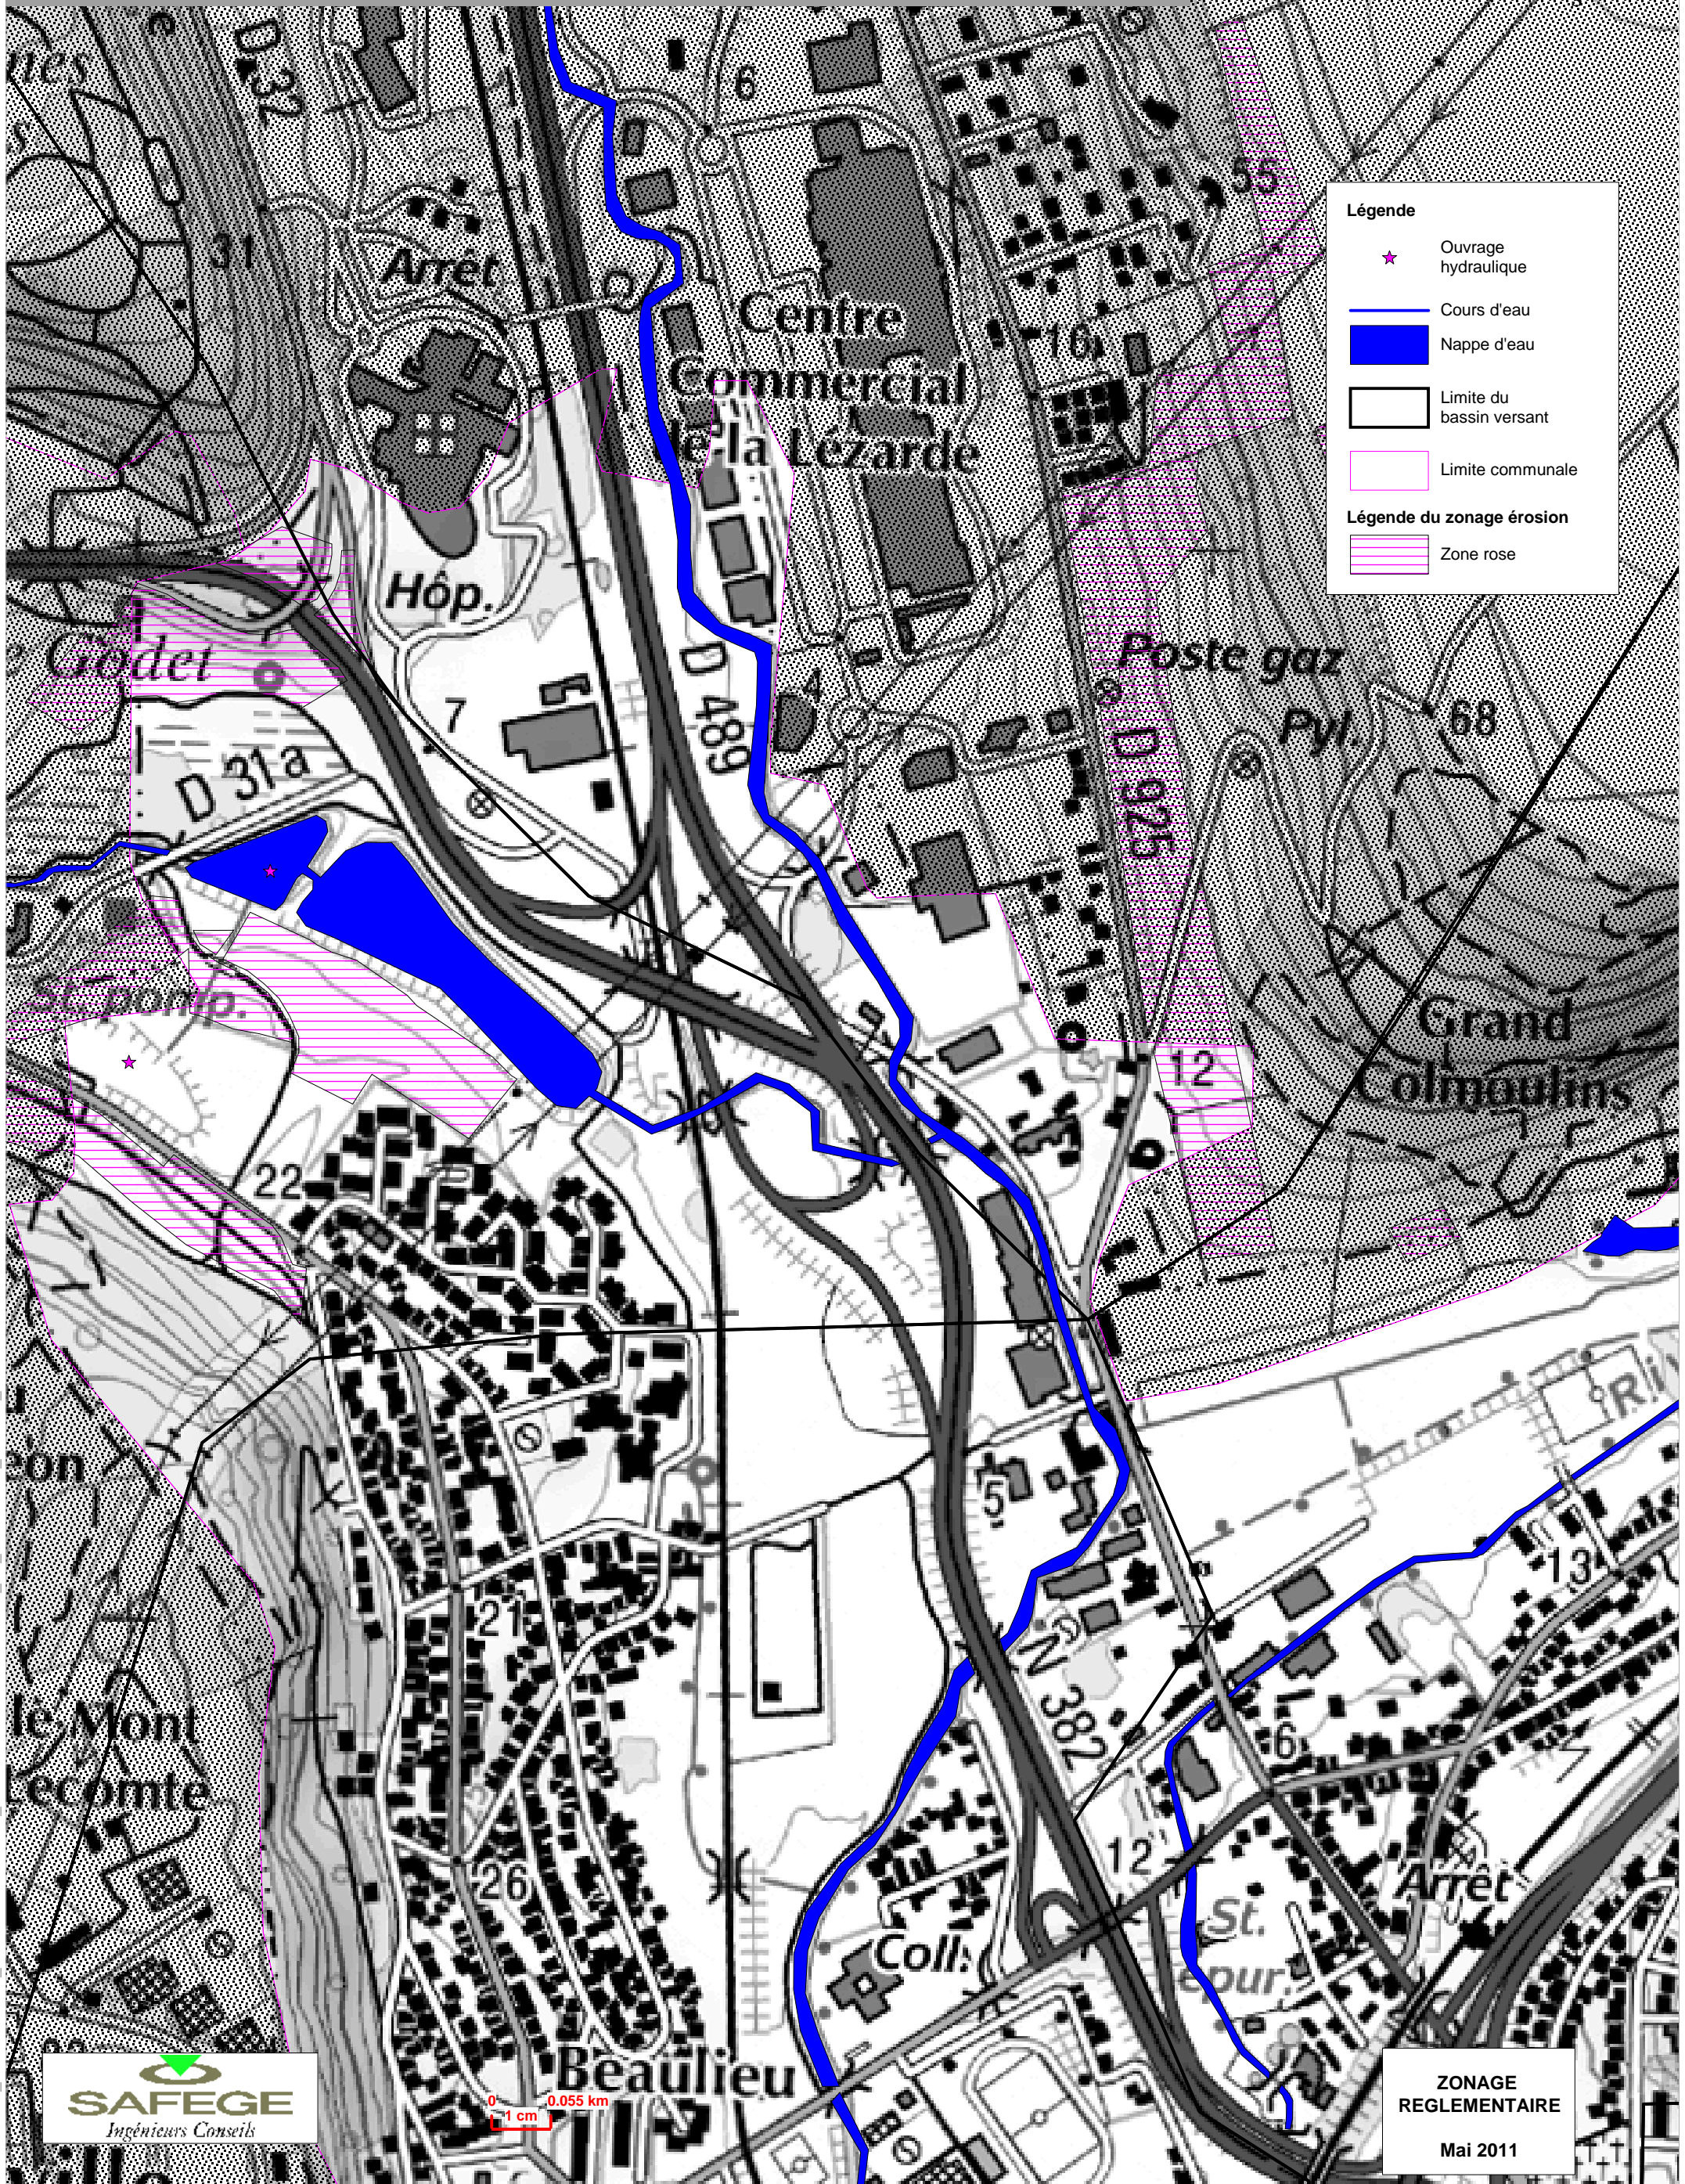 D 32
6
55
31
Arrêt
Centre
Commercial
de la Lézarde
16
Légende
Ouvrage
hydraulique
Cours d'eau
Nappe d'eau
Limite du
bassin versant
Limite communale
Légende du zonage érosion
Zone rose
Hôp.
Godet
7
D 489
4
Poste gaz
Pyl.
68
D 925
D 31a
12
Grand
Colmoulins
22
5
13
21
N 382
6
le Mont
Lecomte
26
12
Arrêt
St.
épur.
Coll.
Beaulieu
0 0.055 km
1 cm
SAFEGE
Ingénieurs Conseils
ZONAGE
REGLEMENTAIRE
Mai 2011